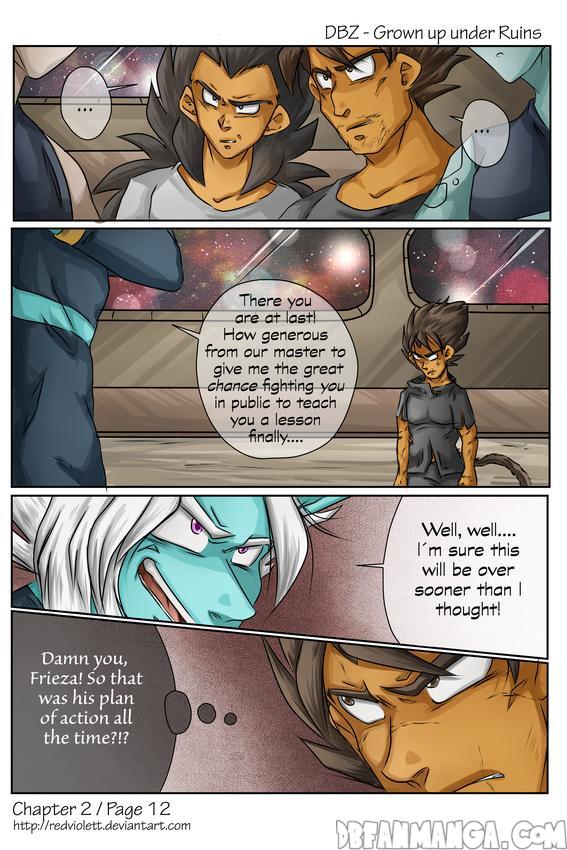 DBZ - Grown up under Ruins
...
...
There you
are at last!
How generous
from our master to
give me the great
chance fighting you
in public to teach
you a lesson
finally....
Well, well....
I´m sure this
will be over
sooner than I
thought!
Damn you,
Frieza! So that
was his plan
of action all
the time?!?
Chapter 2 / Page 12
http://redviolett.deviantart.com
DBFANMANGA.COM